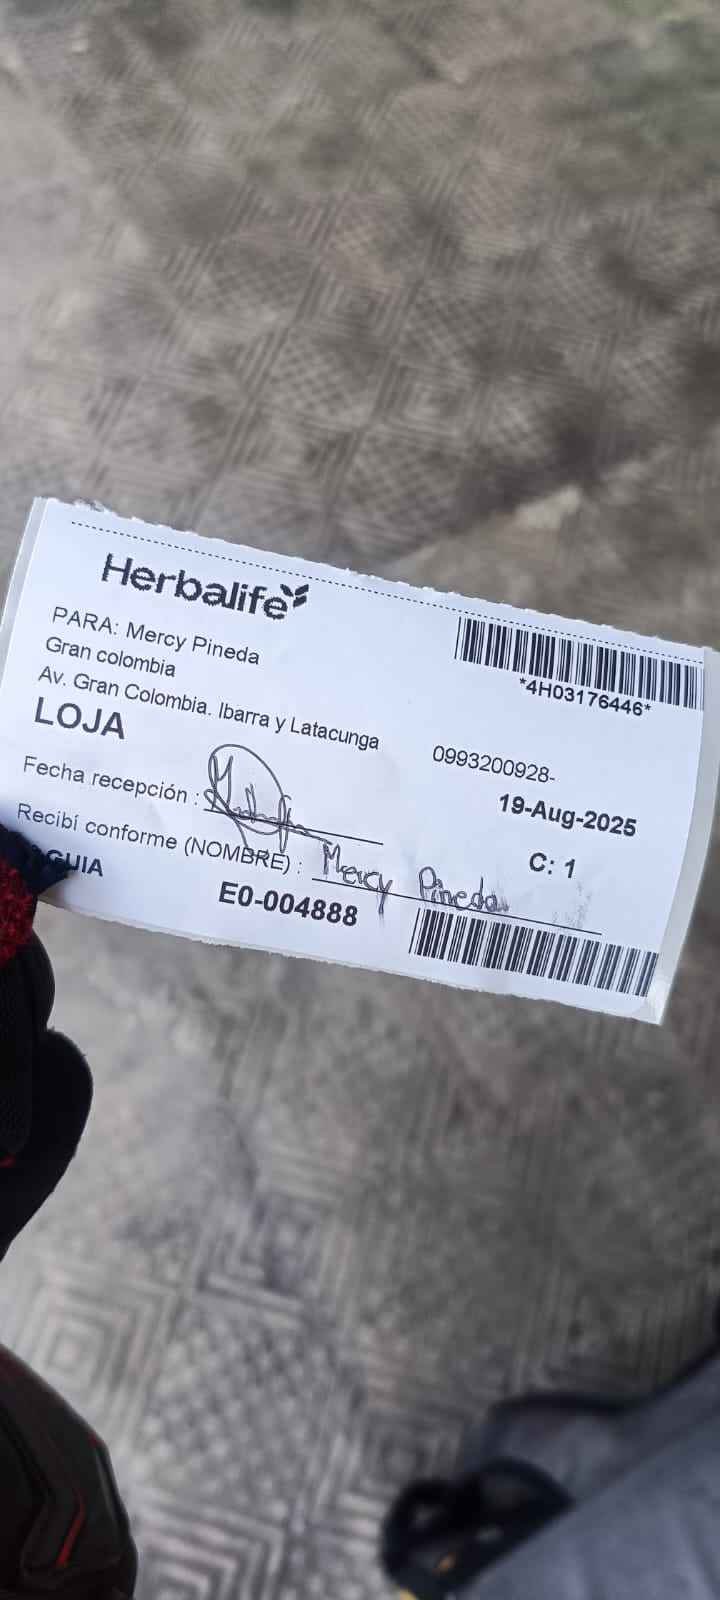 Herbalife
*4H03176446*
PARA: Mercy Pineda
Gran colombia
Av. Gran Colombia. Ibarra y Latacunga
LOJA
0993200928-
19-Aug-2025
Fecha recepción :
C: 1
Recibí conforme (NOMBRE) : Mercy Pineda
GUIA
E0-004888